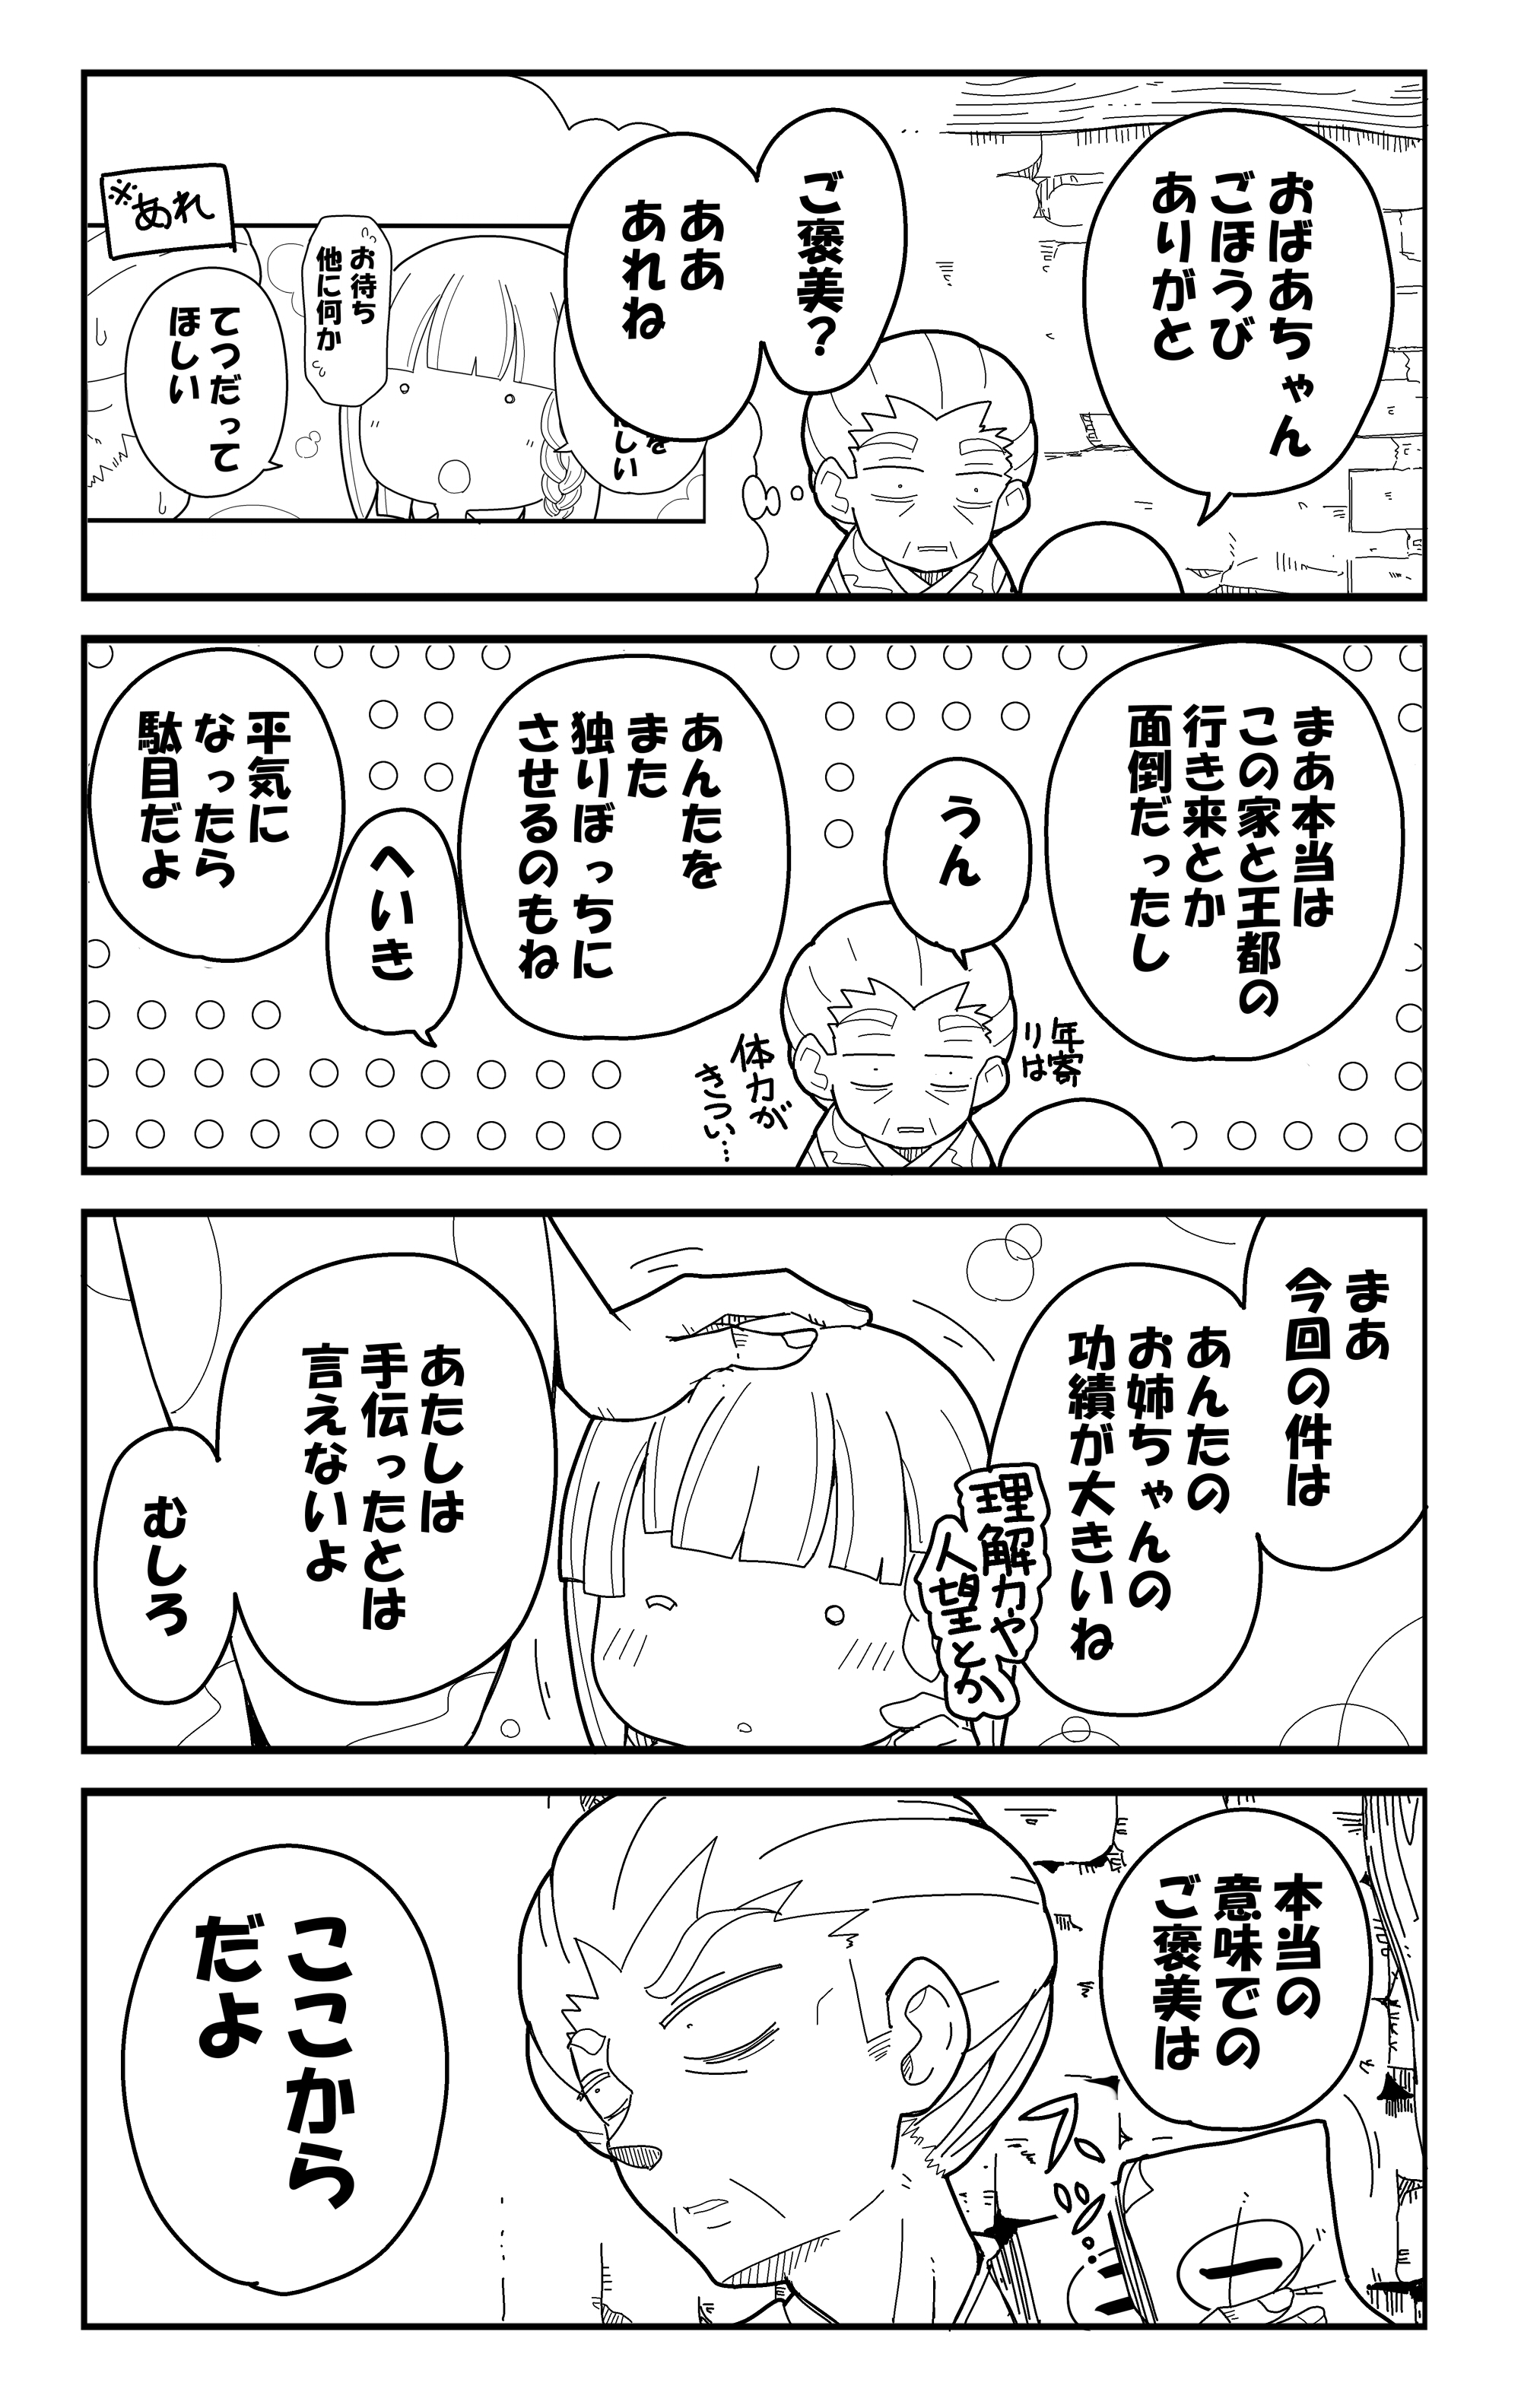 おばあちゃん
ごほうび
ありがと
ご褒美？
ああ
あれね
しい
お待ち
他に何か
てつだって
ほしい
※あれ
まあ本当は
この家と王都の
行き来とか
面倒だったし
うん
年寄
りは
体力が
きつい…
あんたを
また
独りぼっちに
させるのもね
へいき
平気に
なったら
駄目だよ
まあ
今回の件は
あんたの
お姉ちゃんの
功績が大きいね
理解力や
人望とか
あたしは
手伝ったとは
言えないよ
むしろ
本当の
意味での
ご褒美は
一
ここから
だよ